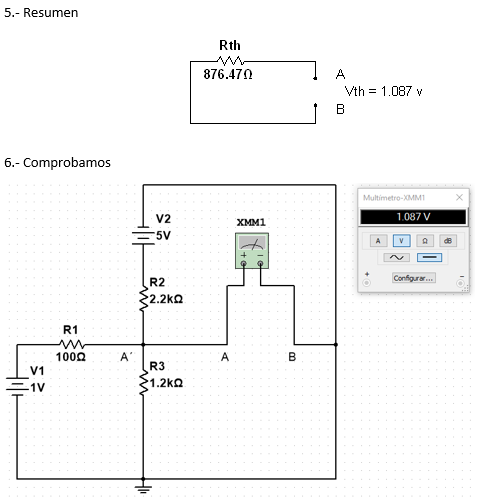 5.- Resumen
Rth
876.47Ω
A
Vth = 1.087 v
B
6.- Comprobamos
Multímetro-XMM1 X
1.087 V
A V Ω dB
+ Configurar... -
V2
5V
XMM1
+ -
R2
2.2kΩ
R1
100Ω
A´ A B
R3
1.2kΩ
V1
1V